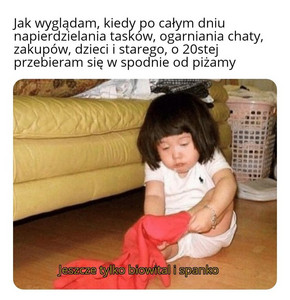 Jak wyglądam, kiedy po całym dniu
napierdzielania tasków, ogarniania chaty,
zakupów, dzieci i starego, o 20stej
przebieram się w spodnie od piżamy
Jeszcze tylko biowital i spanko